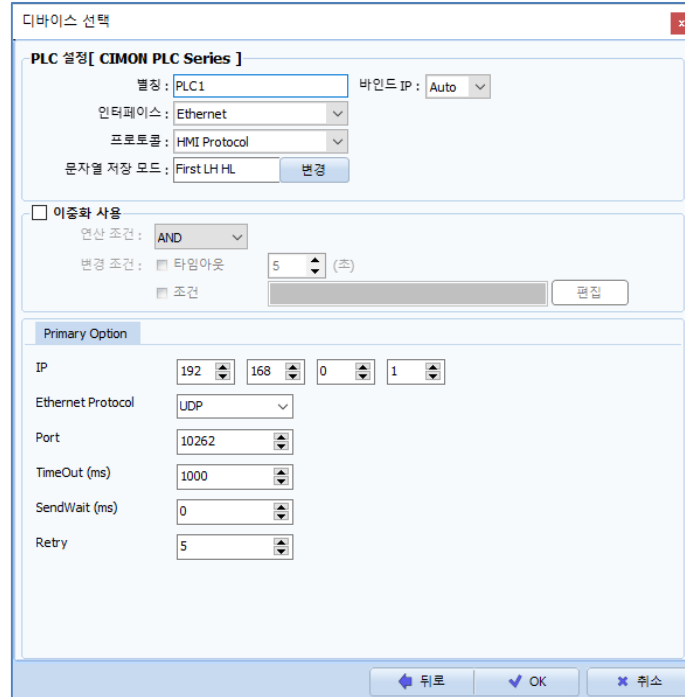 디바이스 선택
PLC 설정[ CIMON PLC Series ]
별칭 : PLC1 바인드 IP : Auto
인터페이스 : Ethernet
프로토콜 : HMI Protocol
문자열 저장 모드 : First LH HL 변경
이중화 사용
연산 조건 : AND
변경 조건 : 타임아웃 5 (초)
조건 편집
Primary Option
IP 192 168 0 1
Ethernet Protocol UDP
Port 10262
TimeOut (ms) 1000
SendWait (ms) 0
Retry 5
뒤로 OK 취소